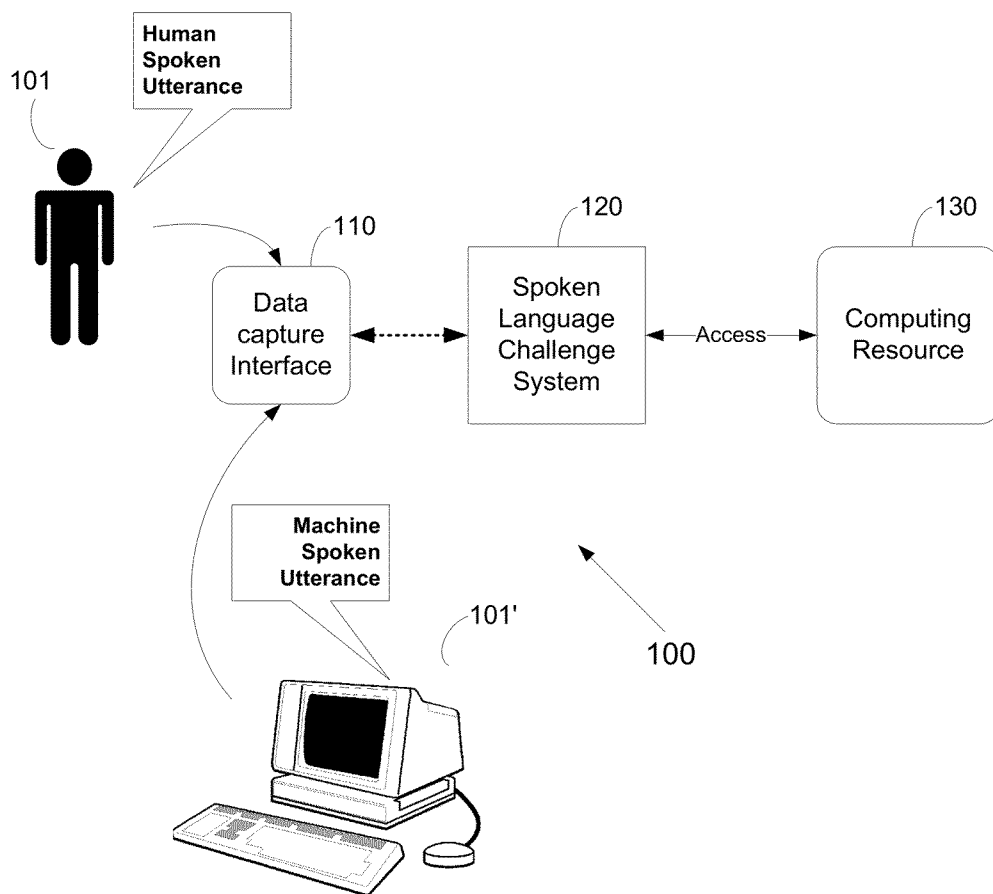 Human
Spoken
Utterance
101
110
120
130
Data
capture
Interface
Spoken
Language
Challenge
System
Access
Computing
Resource
Machine
Spoken
Utterance
101'
100